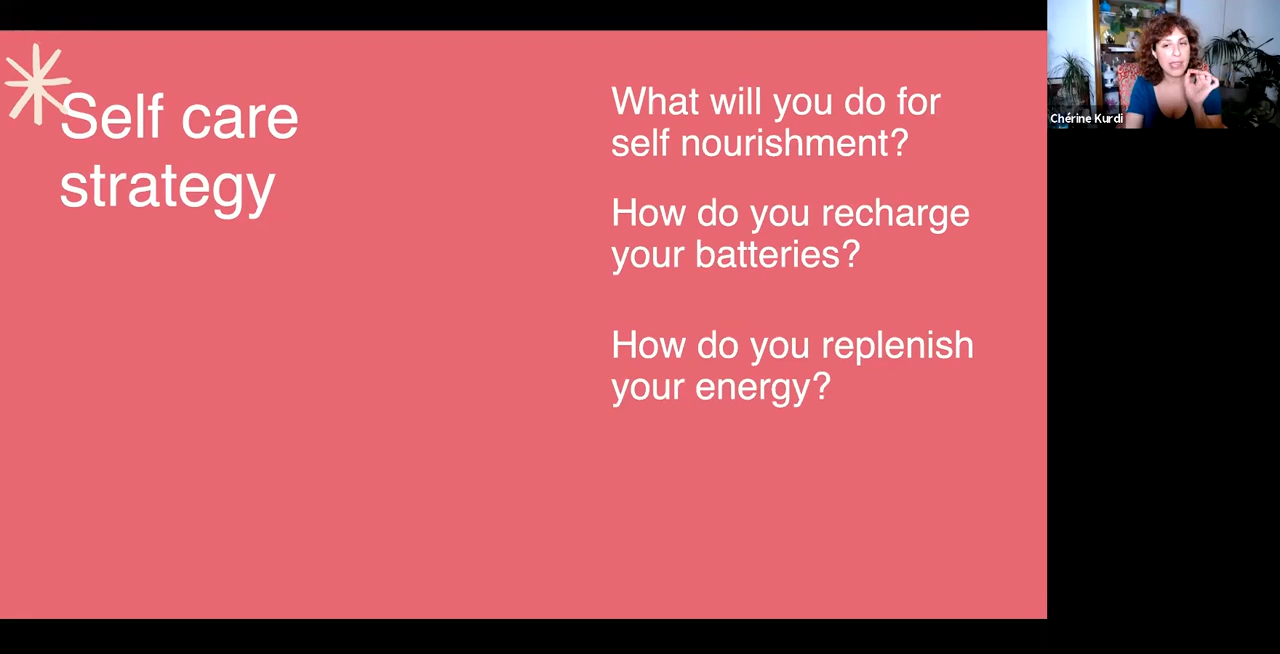 Self care
strategy
What will you do for
self nourishment?
How do you recharge
your batteries?
How do you replenish
your energy?
Chérine Kurdi